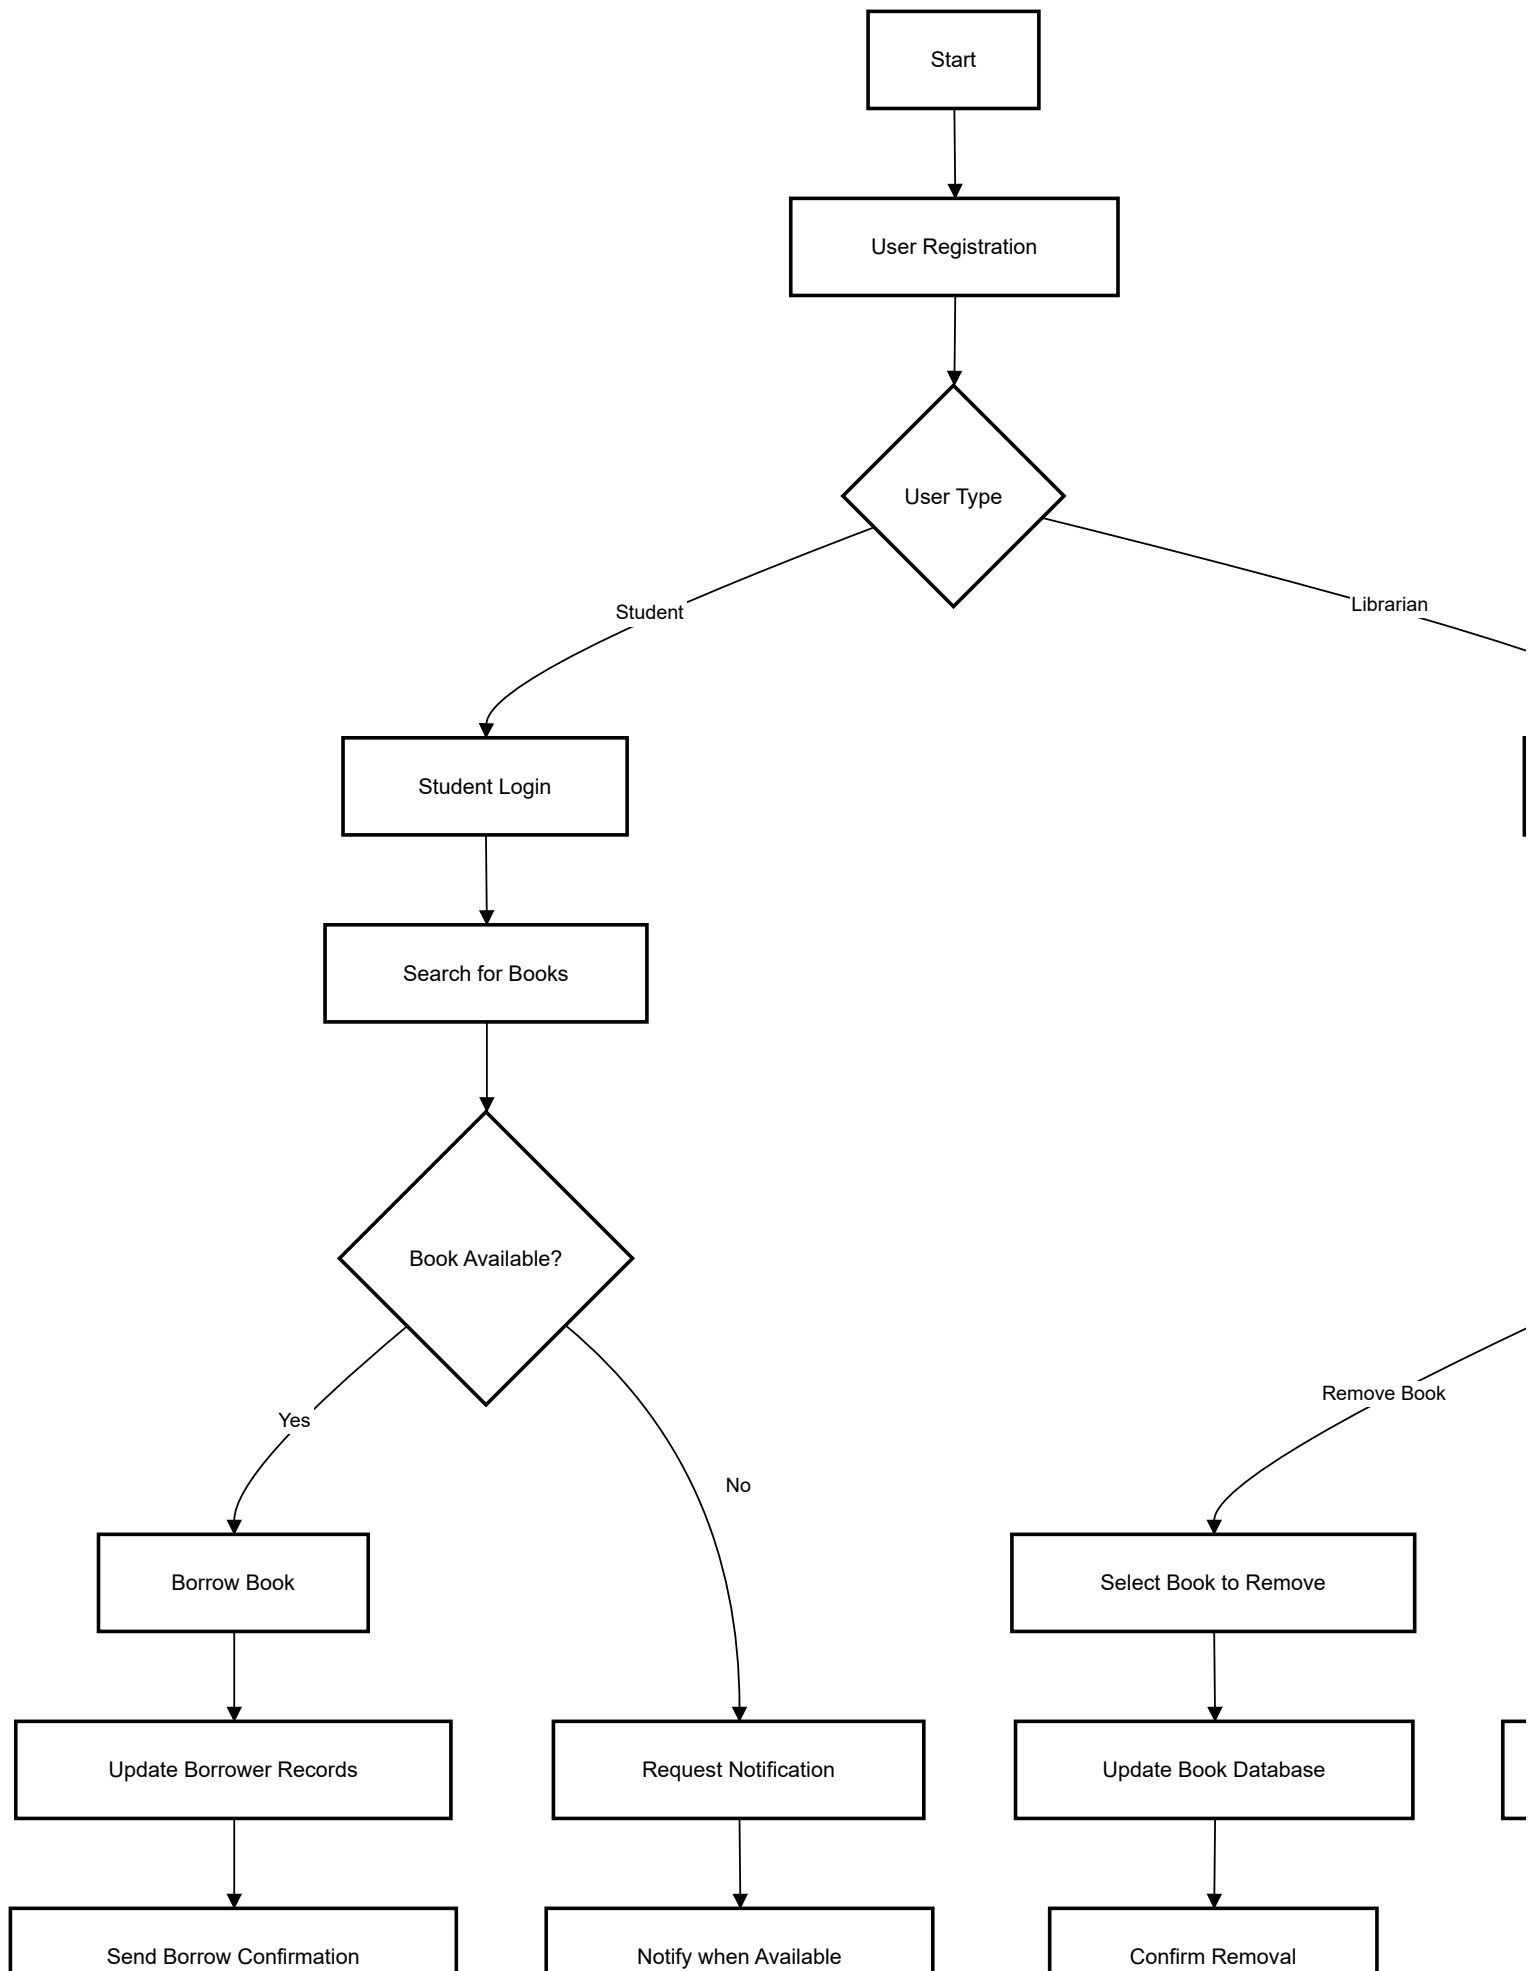 Start
User Registration
User Type
Student
Librarian
Student Login
Search for Books
Book Available?
Yes
Remove Book
No
Borrow Book
Select Book to Remove
Update Borrower Records
Request Notification
Update Book Database
Send Borrow Confirmation
Notify when Available
Confirm Removal